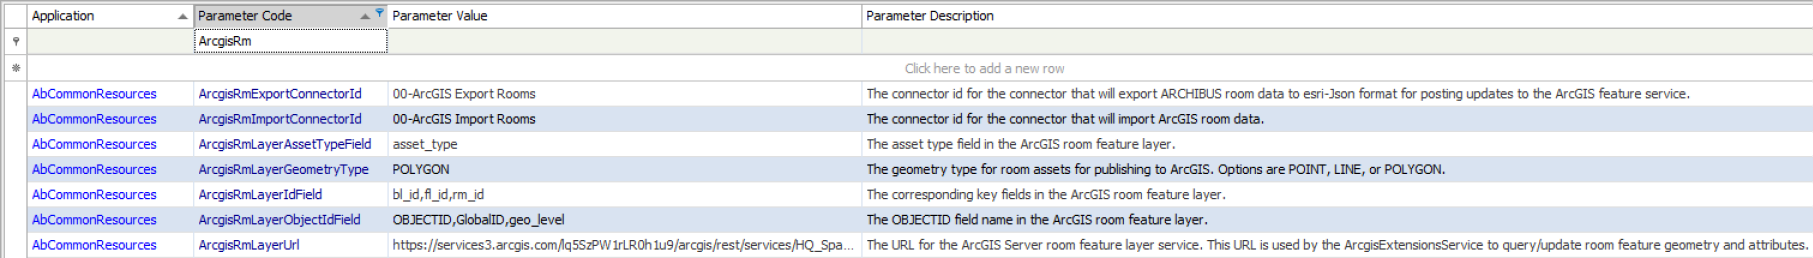 Application Parameter Code Parameter Value Parameter Description
ArcgisRm
Click here to add a new row
AbCommonResources ArcgisRmExportConnectorId 00-ArcGIS Export Rooms The connector id for the connector that will export ARCHIBUS room data to esri-Json format for posting updates to the ArcGIS feature service.
AbCommonResources ArcgisRmImportConnectorId 00-ArcGIS Import Rooms The connector id for the connector that will import ArcGIS room data.
AbCommonResources ArcgisRmLayerAssetTypeField asset_type The asset type field in the ArcGIS room feature layer.
AbCommonResources ArcgisRmLayerGeometryType POLYGON The geometry type for room assets for publishing to ArcGIS. Options are POINT, LINE, or POLYGON.
AbCommonResources ArcgisRmLayerIdField bl_id,fl_id,rm_id The corresponding key fields in the ArcGIS room feature layer.
AbCommonResources ArcgisRmLayerObjectIdField OBJECTID,GlobalID,geo_level The OBJECTID field name in the ArcGIS room feature layer.
AbCommonResources ArcgisRmLayerUrl https://services3.arcgis.com/lq5SzPW1rLR0h1u9/arcgis/rest/services/HQ_Spa... The URL for the ArcGIS Server room feature layer service. This URL is used by the ArcgisExtensionsService to query/update room feature geometry and attributes.